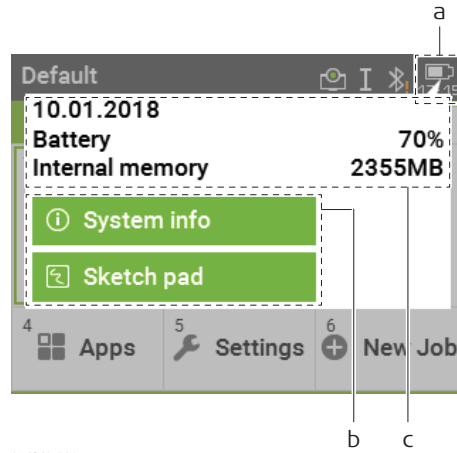 a
Default
10.01.2018
Battery 70%
Internal memory 2355MB
System info
Sketch pad
4 Apps
5 Settings
6 New Job
b c